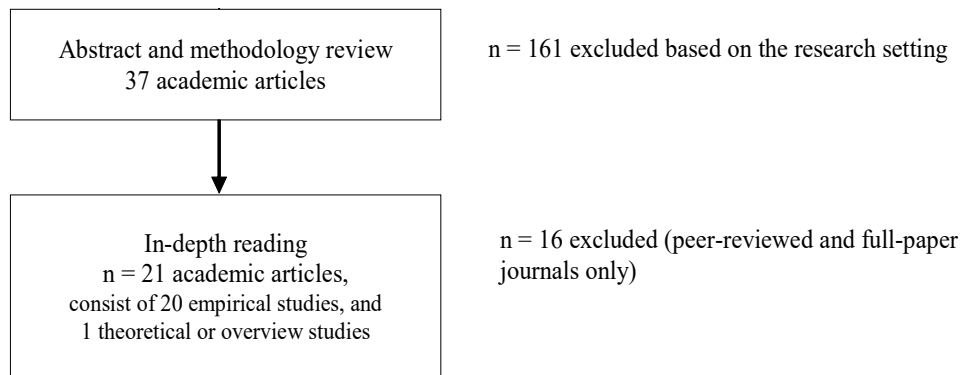 Abstract and methodology review
37 academic articles
n = 161 excluded based on the research setting
In-depth reading
n = 21 academic articles,
consist of 20 empirical studies, and
1 theoretical or overview studies
n = 16 excluded (peer-reviewed and full-paper
journals only)